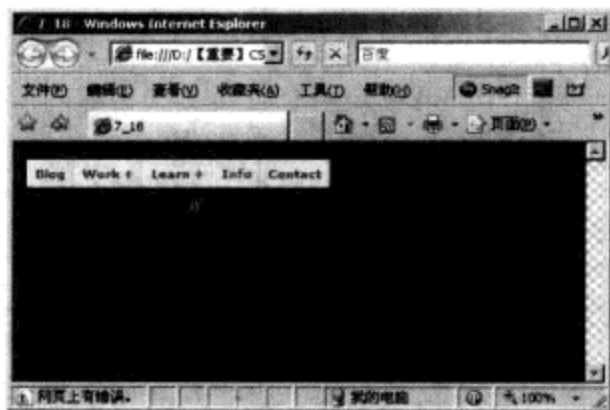 7_18 - Windows Internet Explorer
file:///D:/【重要】CS 百度
文件(F) 编辑(E) 查看(V) 收藏夹(A) 工具(T) 帮助(H) SnagIt
7_18 页面(P)
Blog Work + Learn + Info Contact
网页上有错误。 我的电脑 100%